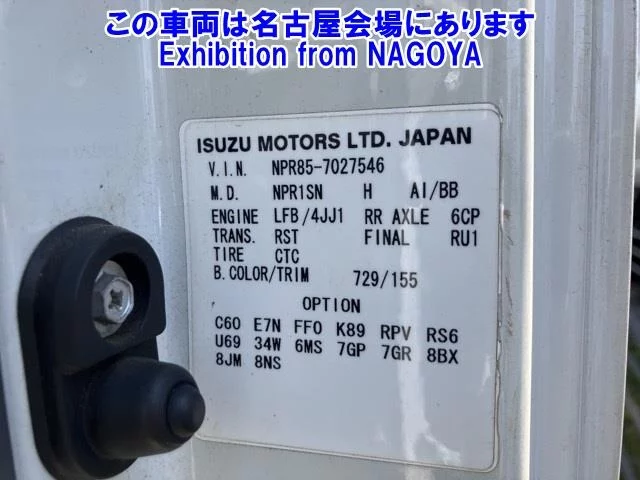 この車両は名古屋会場にあります
Exhibition from NAGOYA
ISUZU MOTORS LTD. JAPAN
V.I.N. NPR85-7027546
M.D. NPR1SN H AI/BB
ENGINE LFB/4JJ1 RR AXLE 6CP
TRANS. RST FINAL RU1
TIRE CTC
B.COLOR/TRIM 729/155
OPTION
C60 E7N FF0 K89 RPV RS6
U69 34W 6MS 7GP 7GR 8BX
8JM 8NS